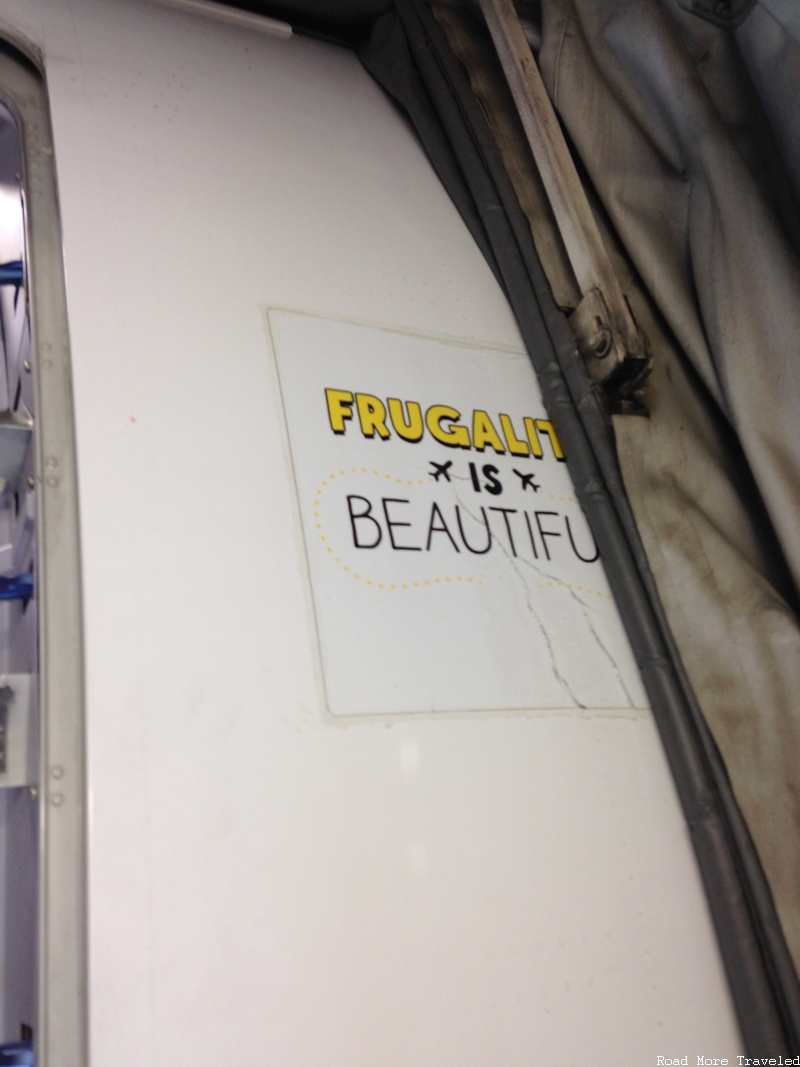 FRUGALIT
IS
BEAUTIFU
Road More Traveled